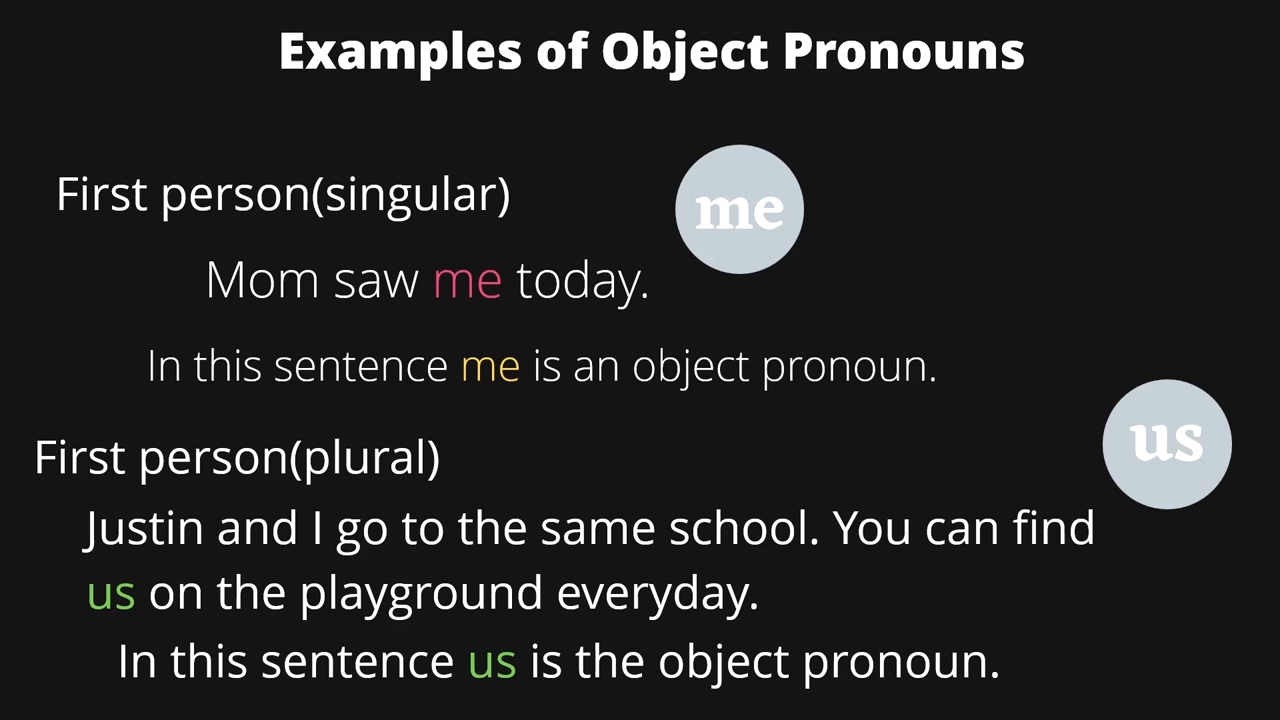 Examples of Object Pronouns
First person(singular)
me
Mom saw me today.
In this sentence me is an object pronoun.
us
First person(plural)
Justin and I go to the same school. You can find
us on the playground everyday.
In this sentence us is the object pronoun.